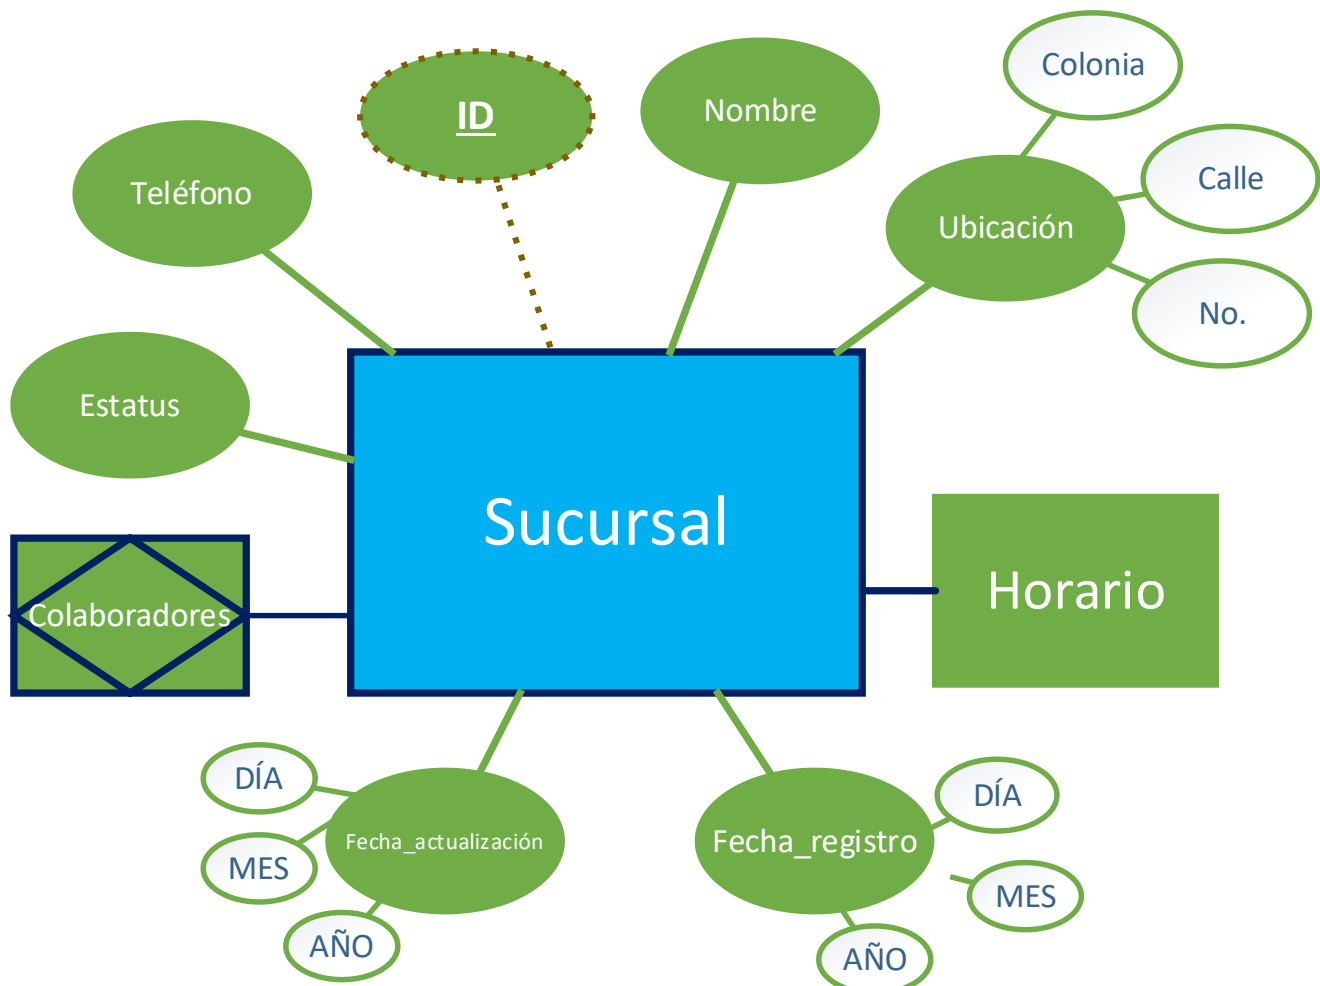 Colonia
ID
Nombre
Calle
Teléfono
Ubicación
No.
Estatus
Sucursal
Horario
Colaboradores
DÍA
DÍA
Fecha_actualización
Fecha_registro
MES
MES
AÑO
AÑO